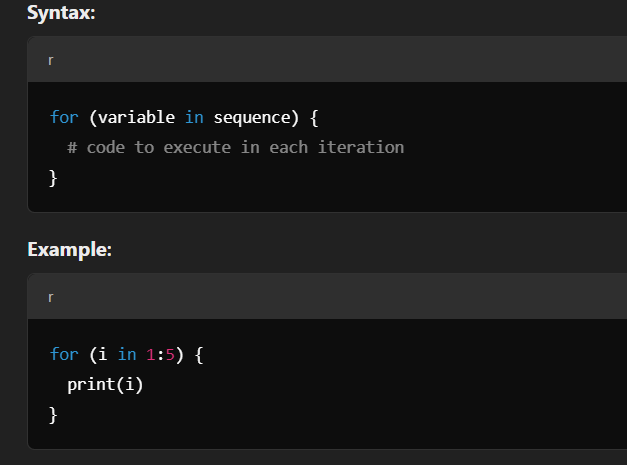 Syntax:
r
for (variable in sequence) {
  # code to execute in each iteration
}
Example:
r
for (i in 1:5) {
  print(i)
}